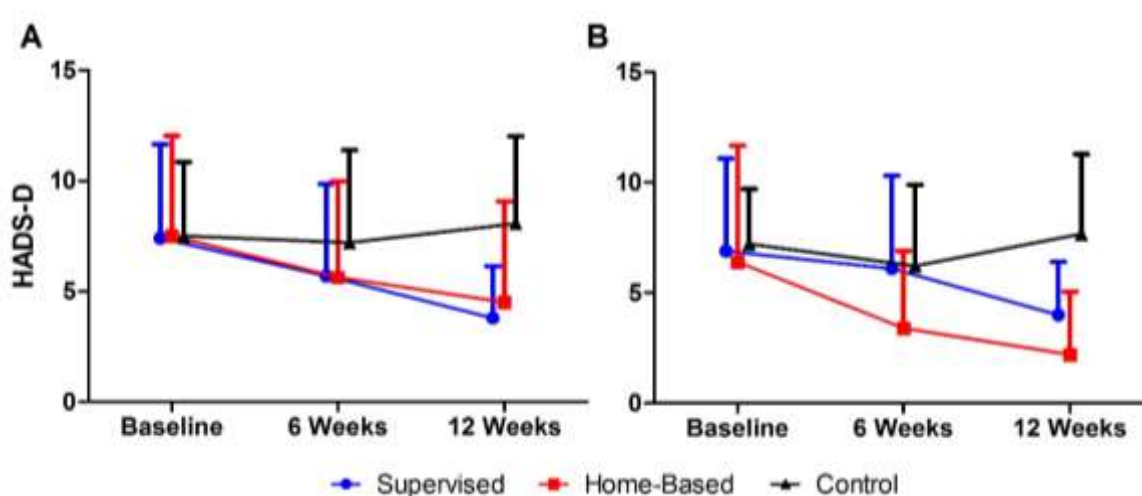 A
B
15
10
5
0
HADS-D
Baseline
6 Weeks
12 Weeks
15
10
5
0
Baseline
6 Weeks
12 Weeks
Supervised
Home-Based
Control